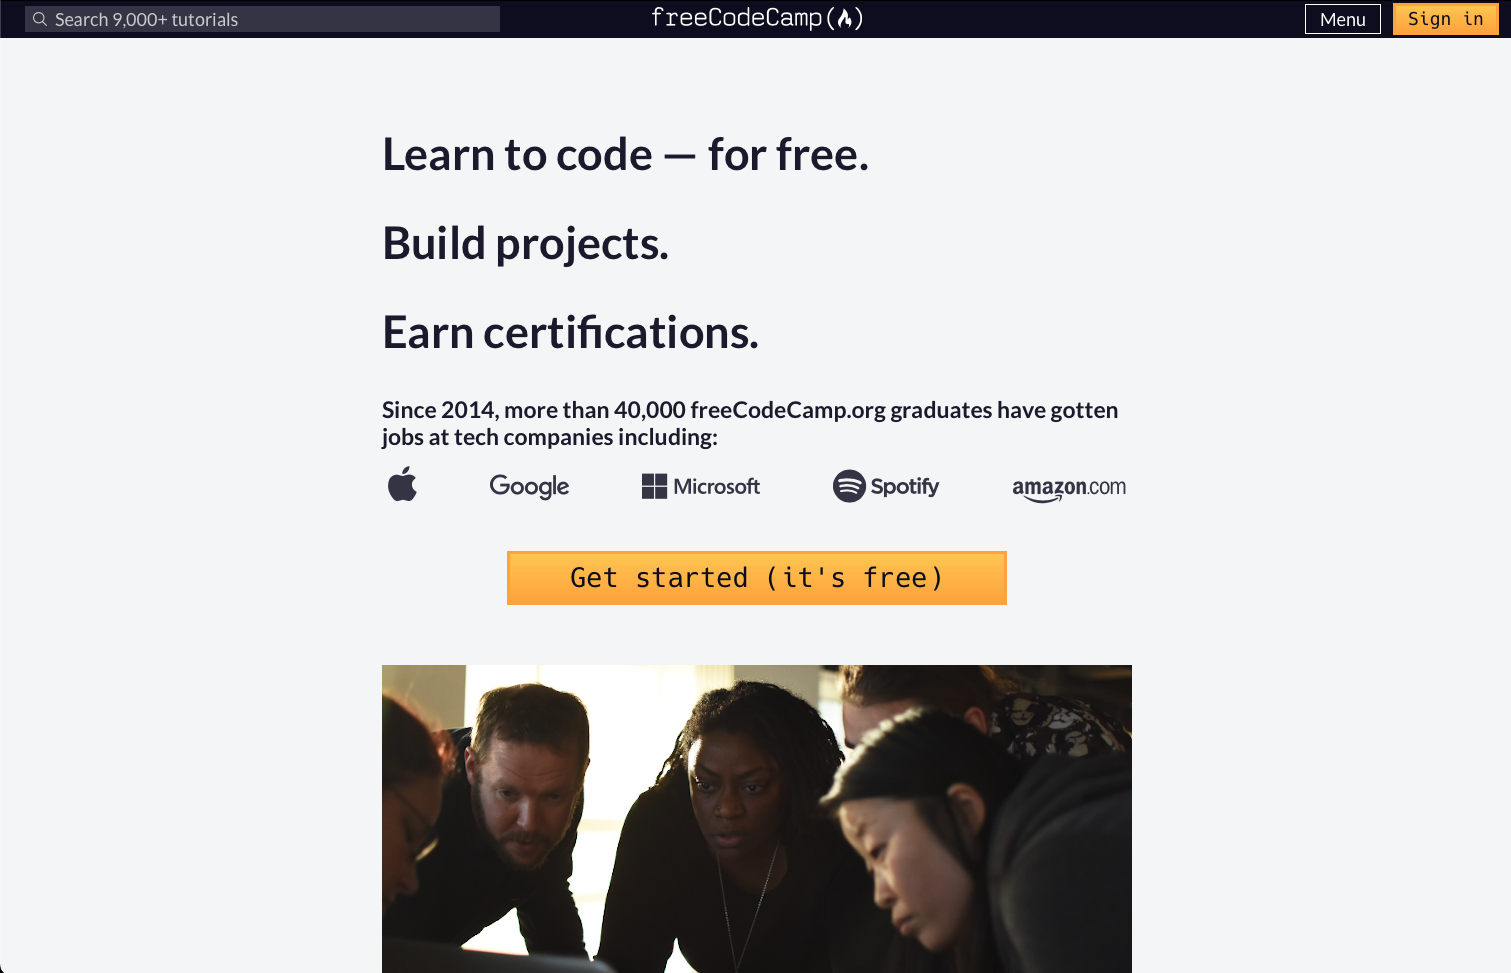 Search 9,000+ tutorials
freeCodeCamp
Menu
Sign in
Learn to code — for free.
Build projects.
Earn certifications.
Since 2014, more than 40,000 freeCodeCamp.org graduates have gotten
jobs at tech companies including:
Google
Microsoft
Spotify
amazon.com
Get started (it's free)